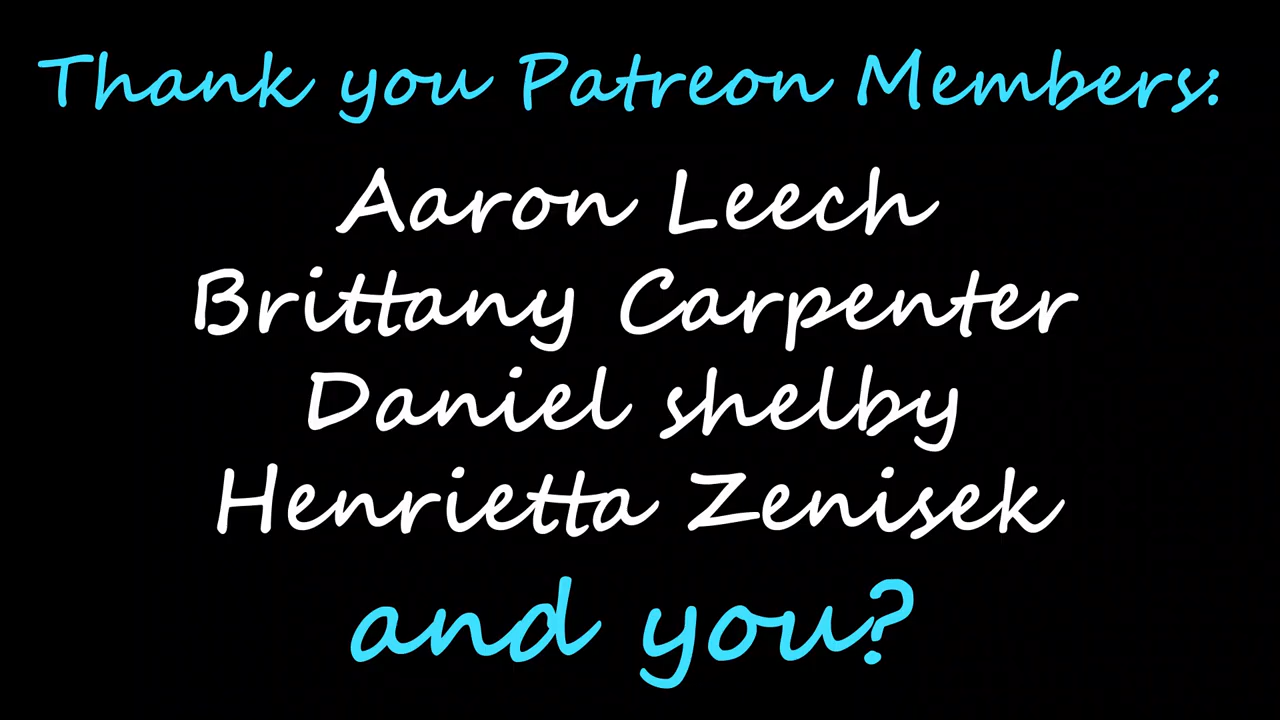 Thank you Patreon Members:
Aaron Leech
Brittany Carpenter
Daniel shelby
Henrietta Zenisek
and you?